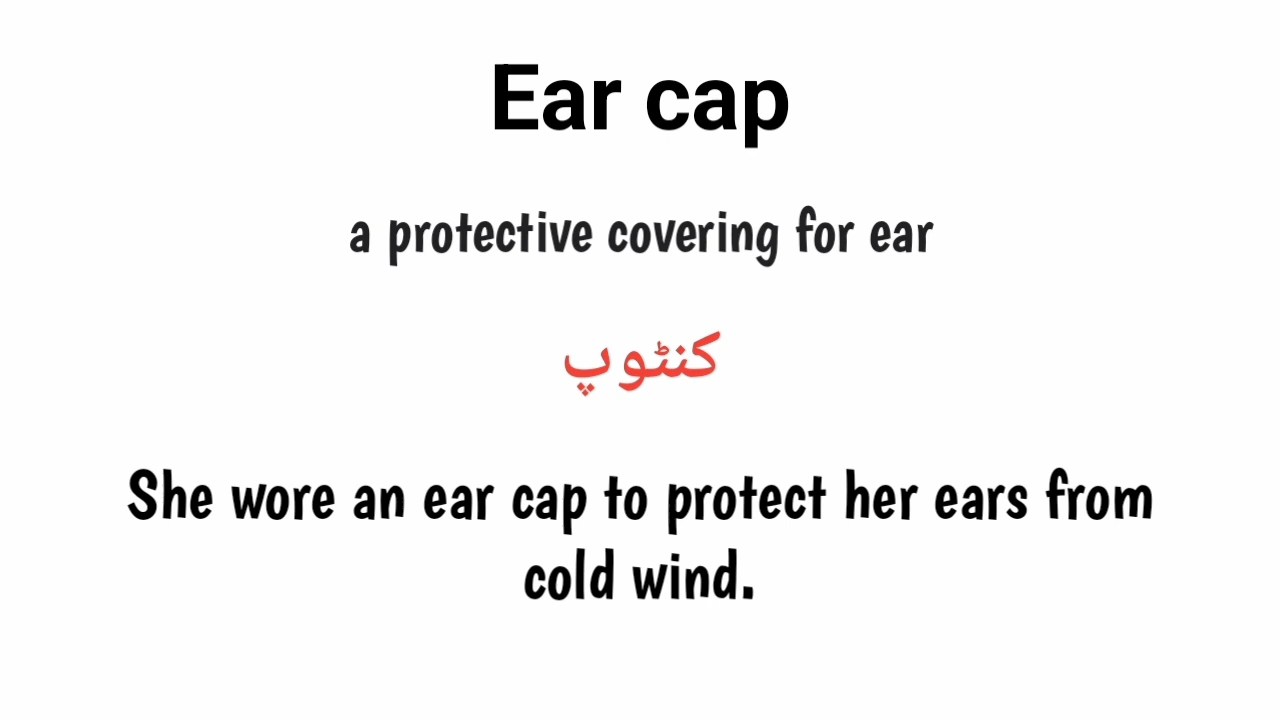 Ear cap
a protective covering for ear
کنٹوپ
She wore an ear cap to protect her ears from
cold wind.